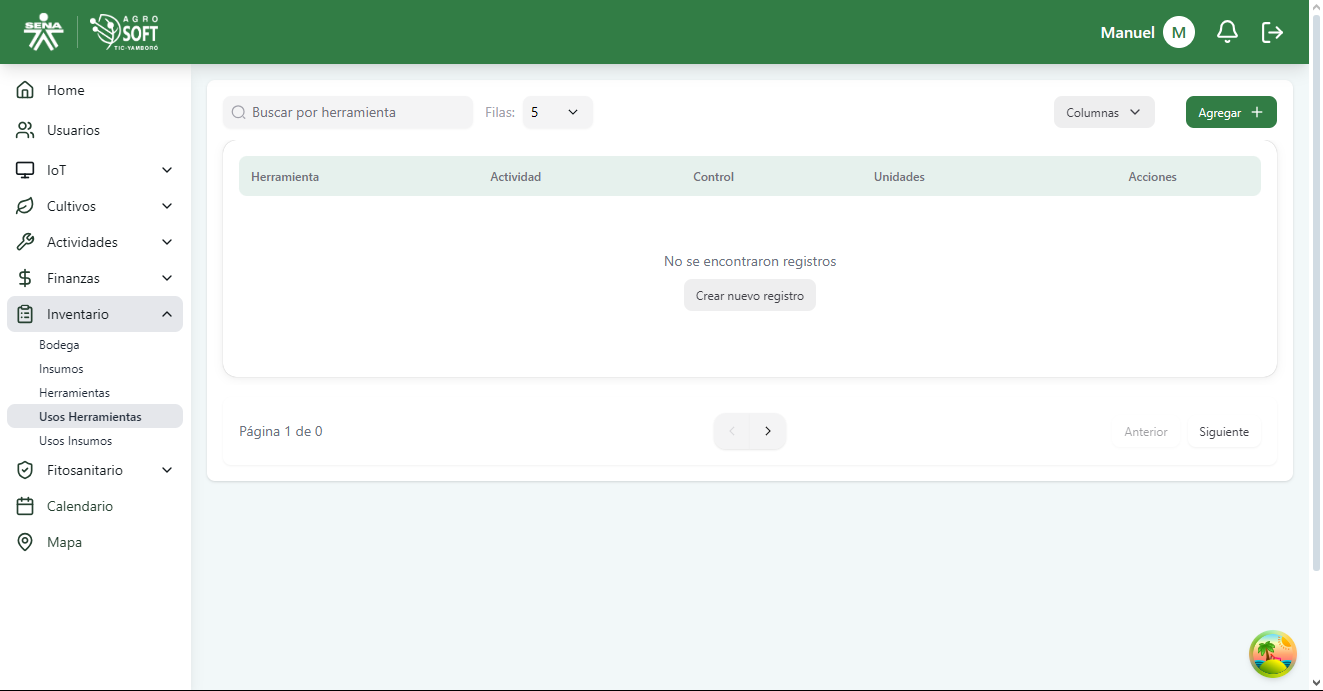 SENA
AGRO
SOFT
TIC-YAMBORÓ
Manuel M
Home
Usuarios
IoT
Cultivos
Actividades
Finanzas
Inventario
Bodega
Insumos
Herramientas
Usos Herramientas
Usos Insumos
Fitosanitario
Calendario
Mapa
Buscar por herramienta Filas: 5 Columnas Agregar
Herramienta Actividad Control Unidades Acciones
No se encontraron registros
Crear nuevo registro
Página 1 de 0 Anterior Siguiente